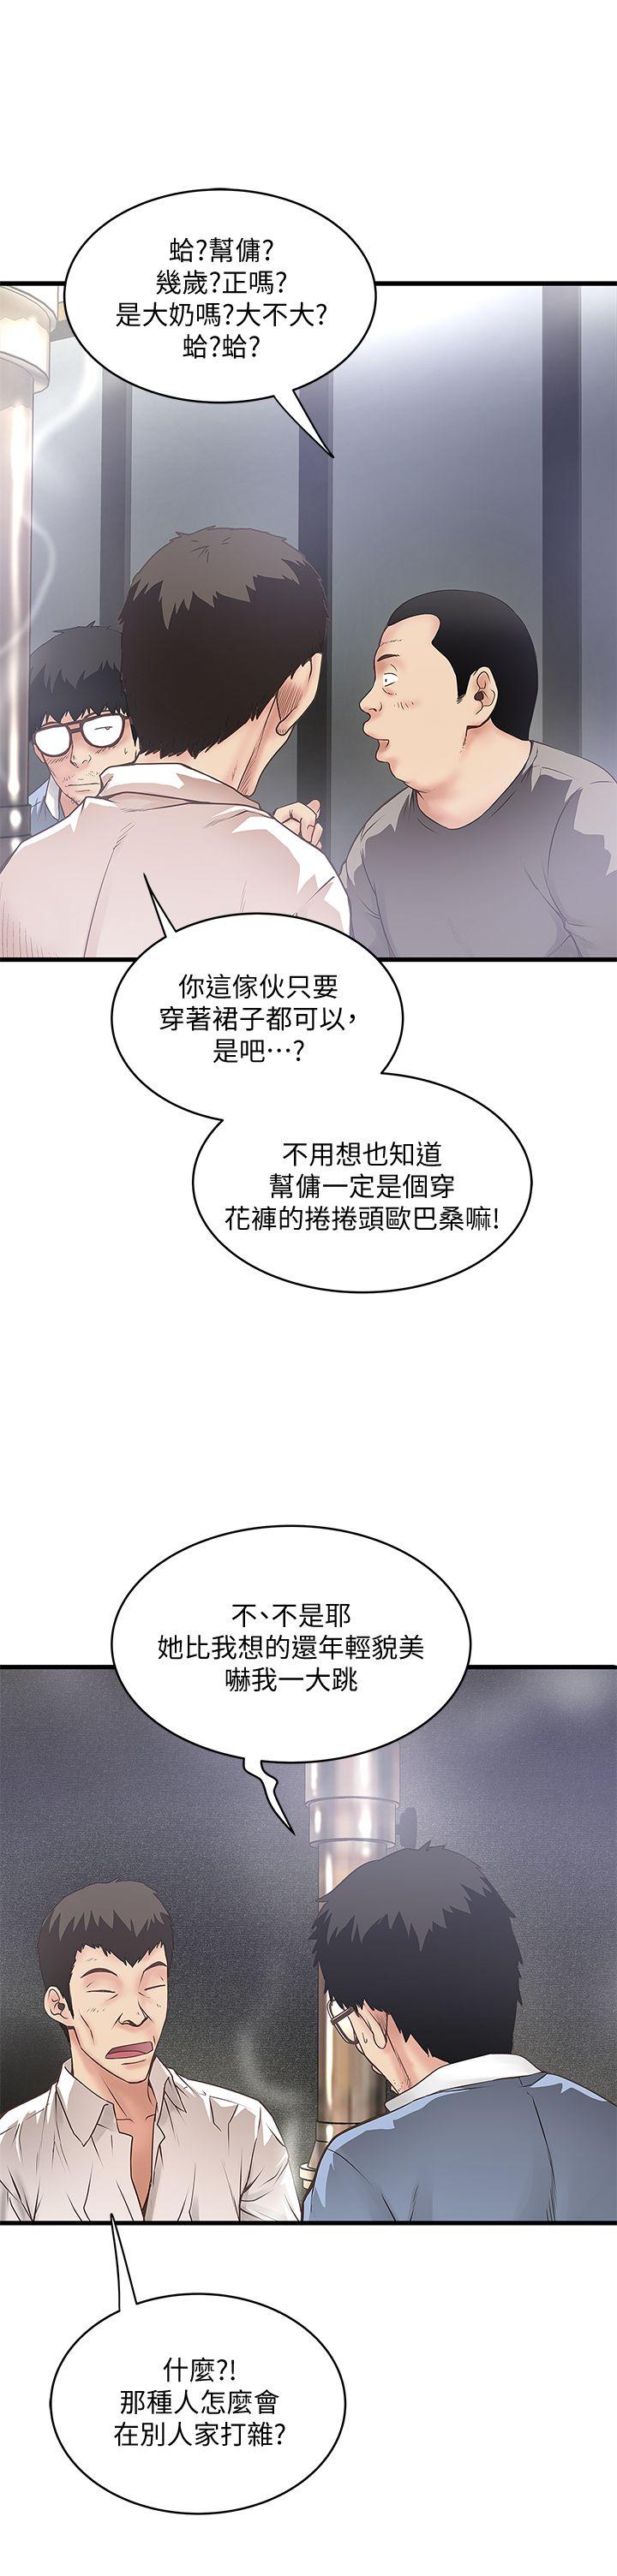 蛤?幫傭?
幾歲?正嗎?
是大奶嗎?大不大?
蛤?蛤?
你這傢伙只要
穿著裙子都可以，
是吧…?
不用想也知道
幫傭一定是個穿
花褲的捲捲頭歐巴桑嘛!
不、不是耶
她比我想的還年輕貌美
嚇我一大跳
什麼?!
那種人怎麼會
在別人家打雜?